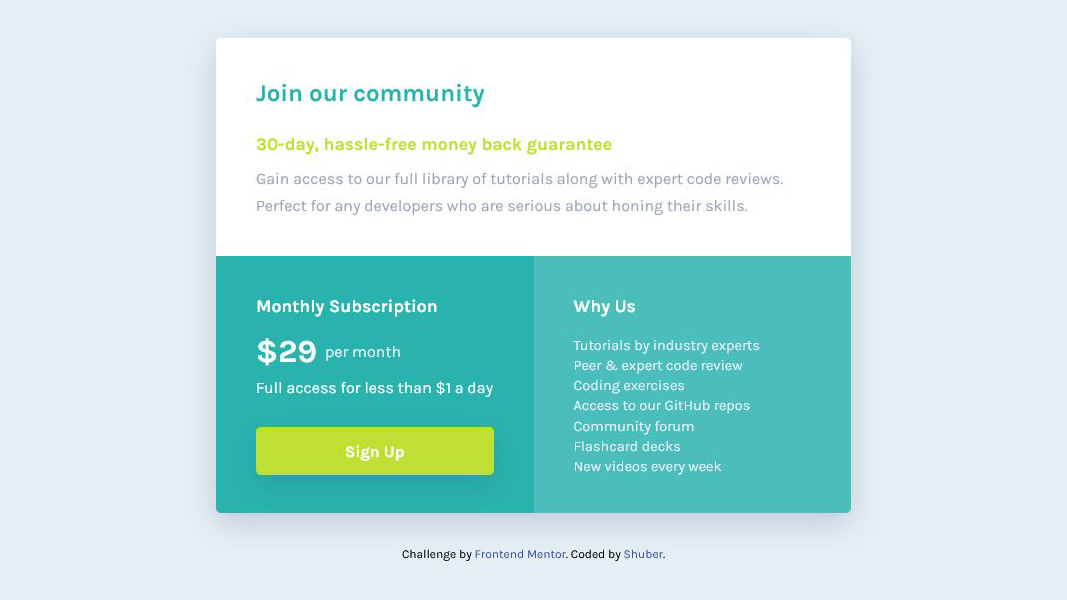 Join our community
30-day, hassle-free money back guarantee
Gain access to our full library of tutorials along with expert code reviews.
Perfect for any developers who are serious about honing their skills.
Monthly Subscription
$29 per month
Full access for less than $1 a day
Sign Up
Why Us
Tutorials by industry experts
Peer & expert code review
Coding exercises
Access to our GitHub repos
Community forum
Flashcard decks
New videos every week
Challenge by Frontend Mentor. Coded by Shuber.